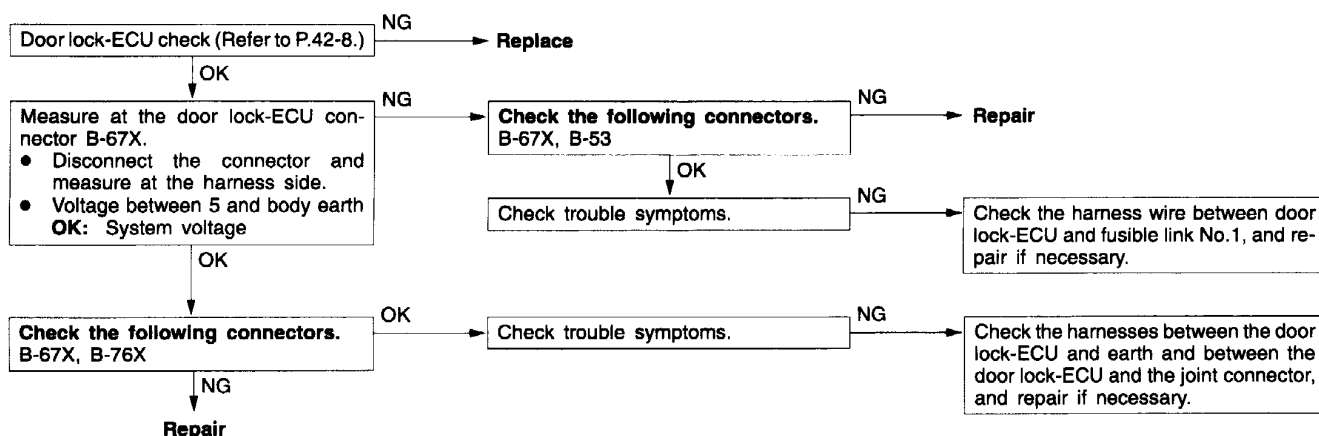 Door lock-ECU check (Refer to P.42-8.)
NG
Replace
OK
Measure at the door lock-ECU con-
nector B-67X.
● Disconnect the connector and
measure at the harness side.
● Voltage between 5 and body earth
OK: System voltage
NG
Check the following connectors.
B-67X, B-53
NG
Repair
OK
Check trouble symptoms.
NG
Check the harness wire between door
lock-ECU and fusible link No.1, and re-
pair if necessary.
OK
Check the following connectors.
B-67X, B-76X
OK
Check trouble symptoms.
NG
Check the harnesses between the door
lock-ECU and earth and between the
door lock-ECU and the joint connector,
and repair if necessary.
NG
Repair